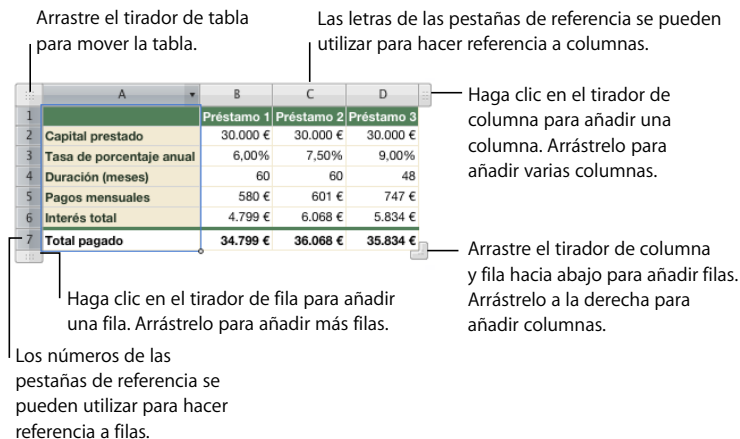 Arrastre el tirador de tabla
para mover la tabla.
Las letras de las pestañas de referencia se pueden
utilizar para hacer referencia a columnas.
A B C D
1 Préstamo 1 Préstamo 2 Préstamo 3
2 Capital prestado 30.000 € 30.000 € 30.000 €
3 Tasa de porcentaje anual 6,00% 7,50% 9,00%
4 Duración (meses) 60 60 48
5 Pagos mensuales 580 € 601 € 747 €
6 Interés total 4.799 € 6.068 € 5.834 €
7 Total pagado 34.799 € 36.068 € 35.834 €
Haga clic en el tirador de
columna para añadir una
columna. Arrástrelo para
añadir varias columnas.
Arrastre el tirador de columna
y fila hacia abajo para añadir filas.
Arrástrelo a la derecha para
añadir columnas.
Haga clic en el tirador de fila para añadir
una fila. Arrástrelo para añadir más filas.
Los números de las
pestañas de referencia se
pueden utilizar para hacer
referencia a filas.